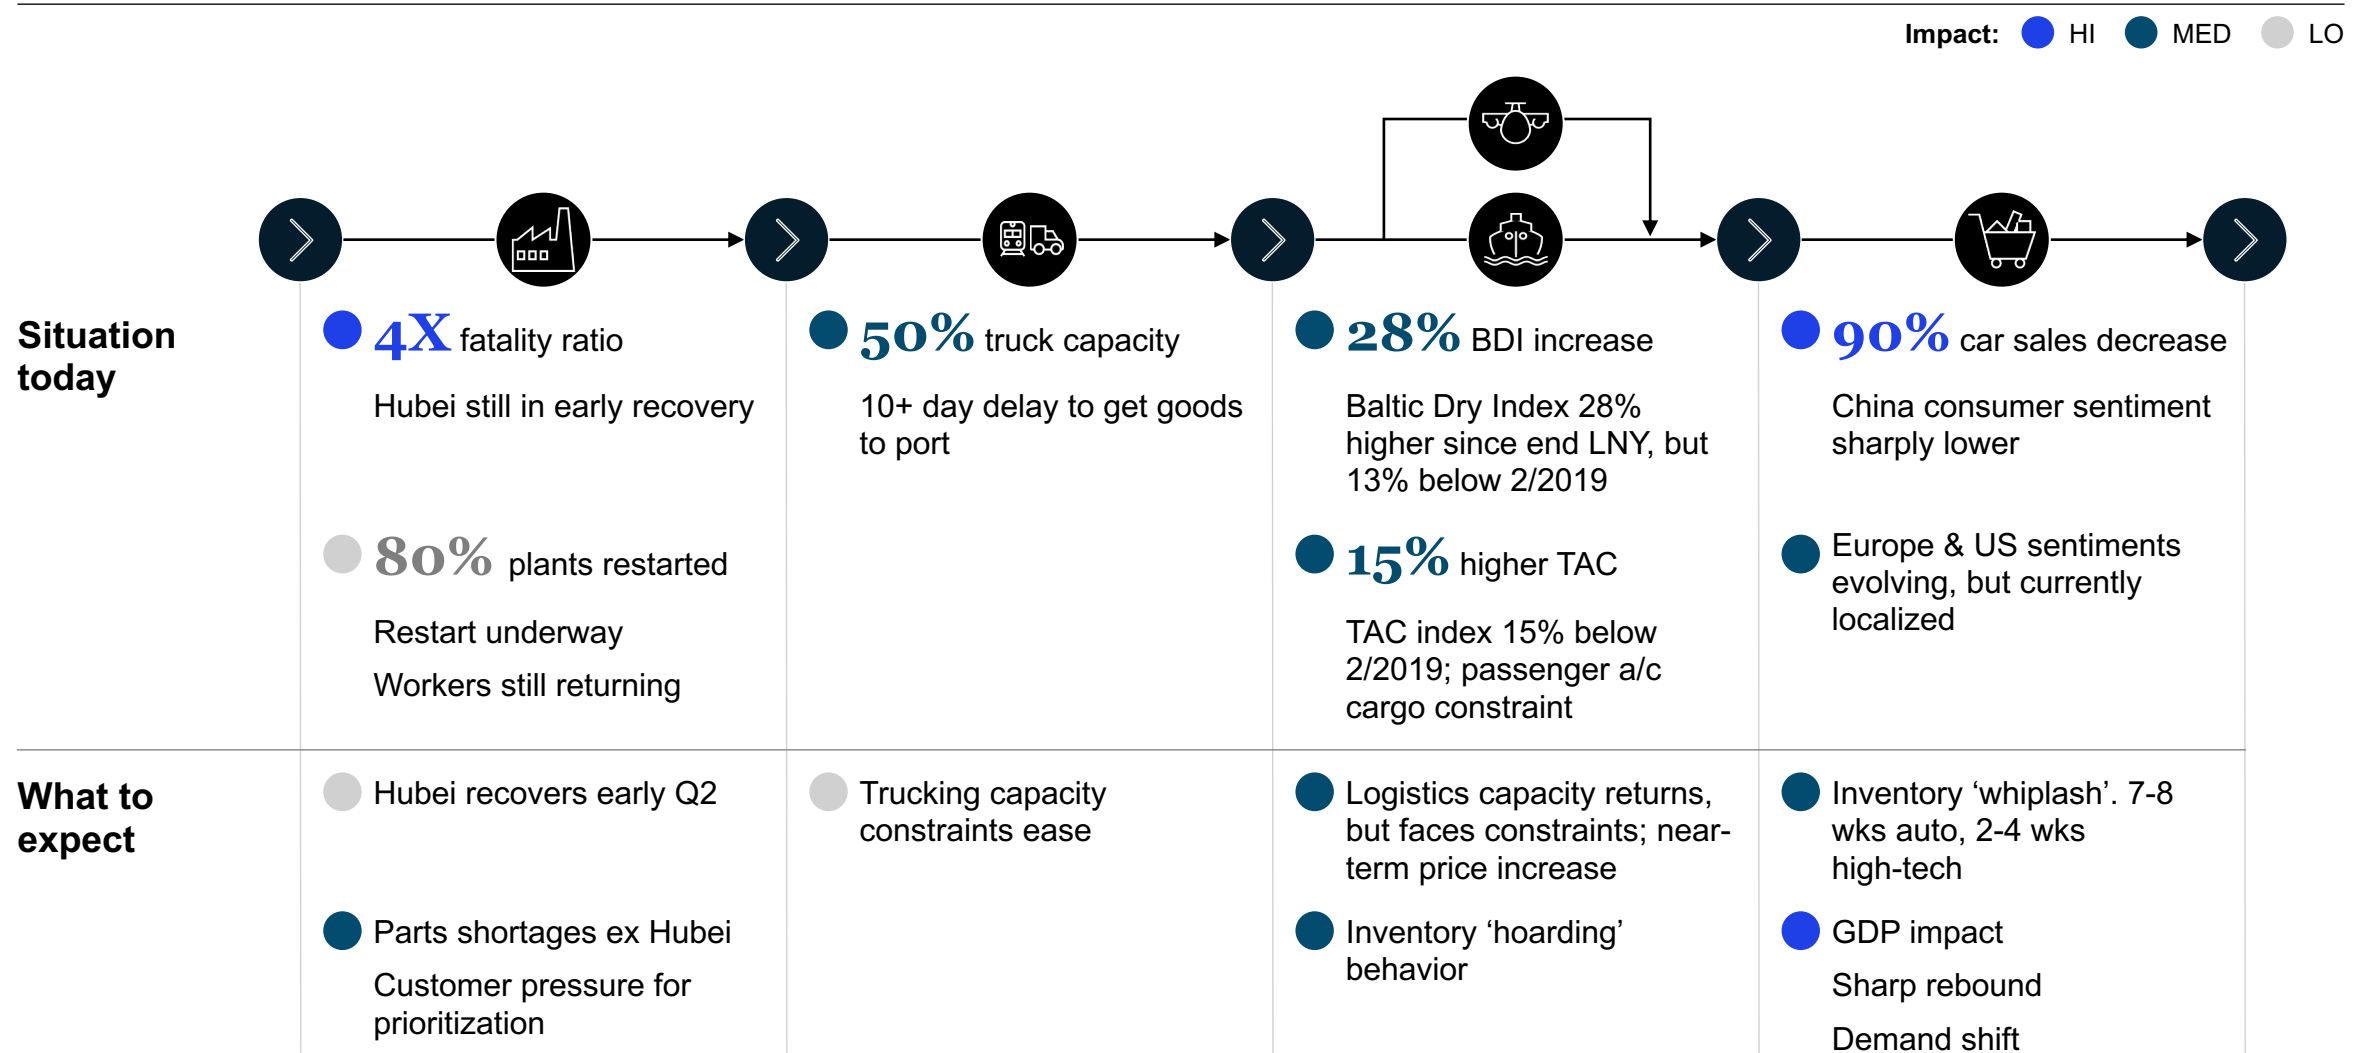 Impact: HI MED LO
Situation
today
4X fatality ratio
Hubei still in early recovery
80% plants restarted
Restart underway
Workers still returning
50% truck capacity
10+ day delay to get goods
to port
28% BDI increase
Baltic Dry Index 28%
higher since end LNY, but
13% below 2/2019
15% higher TAC
TAC index 15% below
2/2019; passenger a/c
cargo constraint
90% car sales decrease
China consumer sentiment
sharply lower
Europe & US sentiments
evolving, but currently
localized
What to
expect
Hubei recovers early Q2
Parts shortages ex Hubei
Customer pressure for
prioritization
Trucking capacity
constraints ease
Logistics capacity returns,
but faces constraints; near-
term price increase
Inventory ‘hoarding’
behavior
Inventory ‘whiplash’. 7-8
wks auto, 2-4 wks
high-tech
GDP impact
Sharp rebound
Demand shift